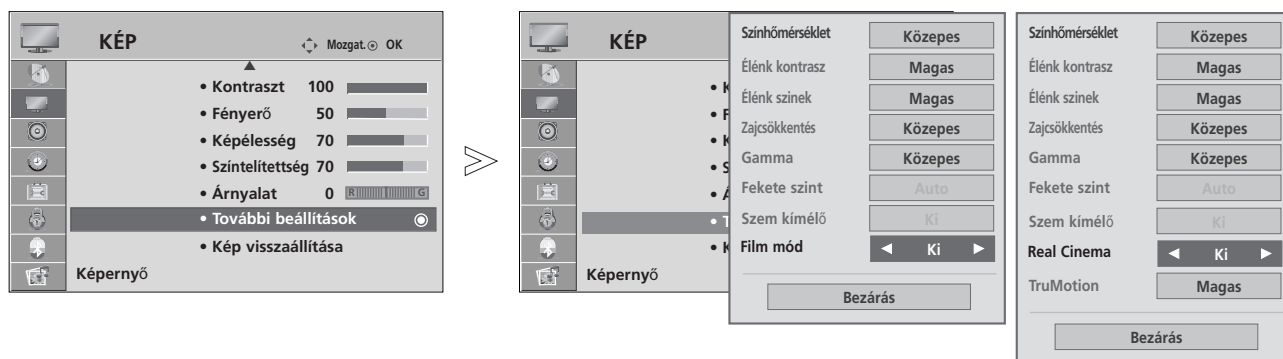 KÉP
Mozgat. OK
• Kontraszt 100
• Fényerő 50
• Képélesség 70
• Színtelítettség 70
• Árnyalat 0 R G
• További beállítások
• Kép visszaállítása
Képernyő
KÉP
• K
• F
• K
• S
• Á
• T
• K
Képernyő
Színhőmérséklet Közepes
Élénk kontrasz Magas
Élénk szinek Magas
Zajcsökkentés Közepes
Gamma Közepes
Fekete szint Auto
Szem kímélő Ki
Film mód ◄ Ki ►
Bezárás
Színhőmérséklet Közepes
Élénk kontrasz Magas
Élénk szinek Magas
Zajcsökkentés Közepes
Gamma Közepes
Fekete szint Auto
Szem kímélő Ki
Real Cinema ◄ Ki ►
TruMotion Magas
Bezárás